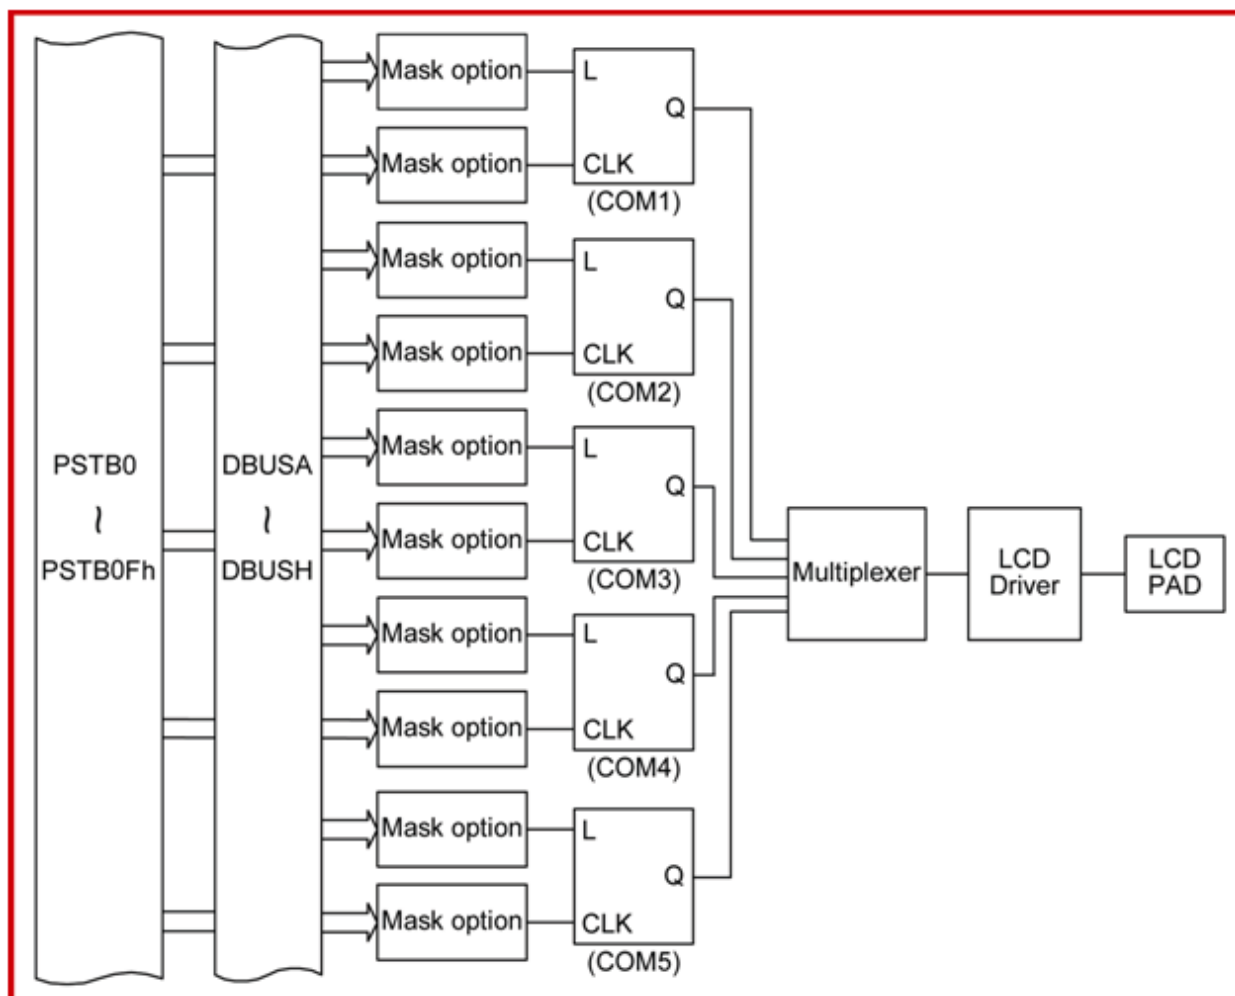 Mask option
L
Q
Mask option
CLK
(COM1)
Mask option
L
Q
Mask option
CLK
(COM2)
Mask option
L
Q
Mask option
CLK
(COM3)
Mask option
L
Q
Mask option
CLK
(COM4)
Mask option
L
Q
Mask option
CLK
(COM5)
PSTB0
~
PSTB0Fh
DBUSA
~
DBUSH
Multiplexer
LCD
Driver
LCD
PAD